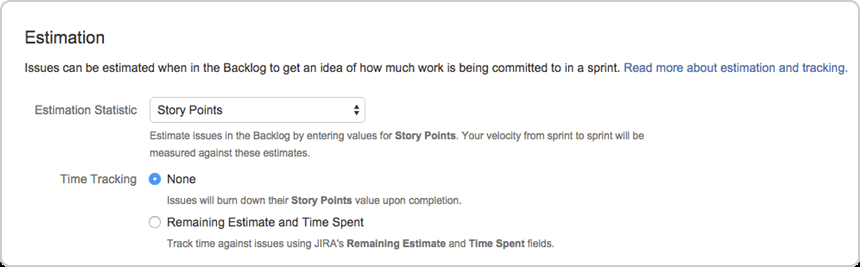 Estimation
Issues can be estimated when in the Backlog to get an idea of how much work is being committed to in a sprint. Read more about estimation and tracking.
Estimation Statistic Story Points
Estimate issues in the Backlog by entering values for Story Points. Your velocity from sprint to sprint will be
measured against these estimates.
Time Tracking None
Issues will burn down their Story Points value upon completion.
Remaining Estimate and Time Spent
Track time against issues using JIRA's Remaining Estimate and Time Spent fields.